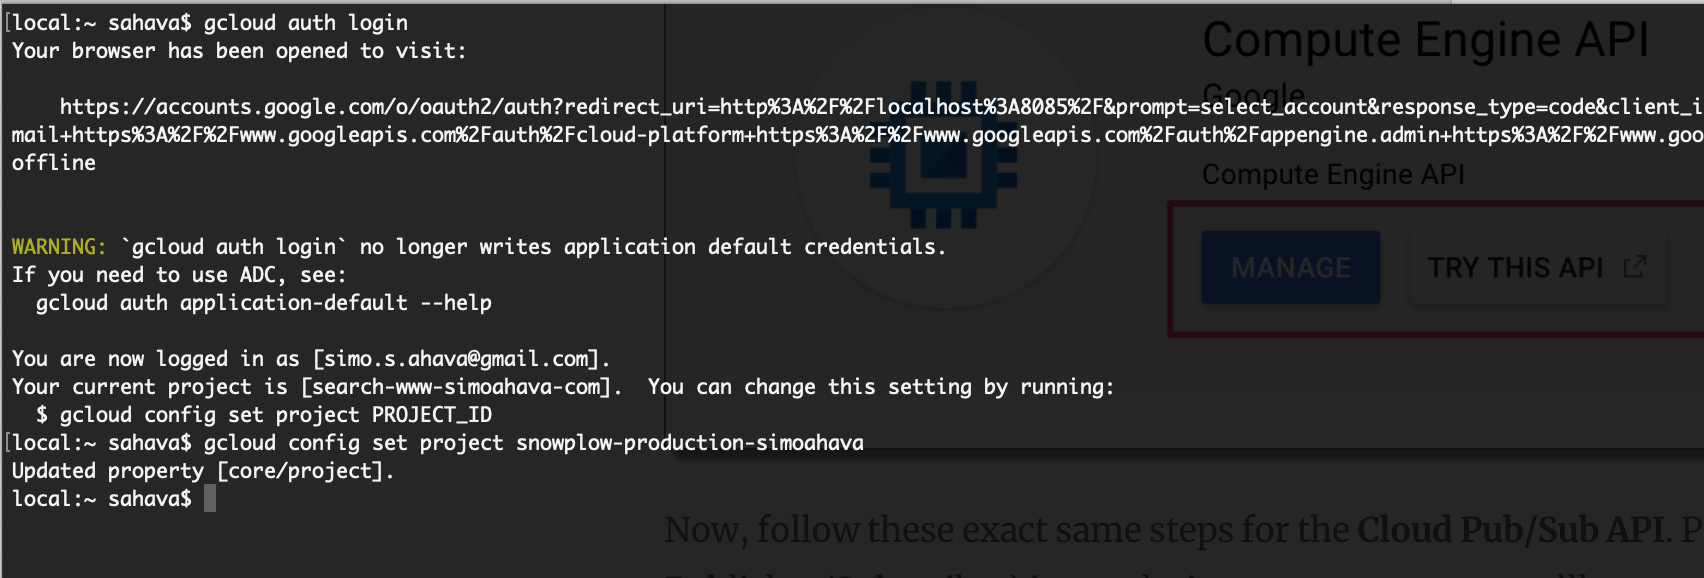 [local:~ sahava$ gcloud auth login
Your browser has been opened to visit:
https://accounts.google.com/o/oauth2/auth?redirect_uri=http%3A%2F%2Flocalhost%3A8085%2F&prompt=select_account&response_type=code&client_i
mail+https%3A%2F%2Fwww.googleapis.com%2Fauth%2Fcloud-platform+https%3A%2F%2Fwww.googleapis.com%2Fauth%2Fappengine.admin+https%3A%2F%2Fwww.goo
offline
WARNING: `gcloud auth login` no longer writes application default credentials.
If you need to use ADC, see:
gcloud auth application-default --help
You are now logged in as [simo.s.ahava@gmail.com].
Your current project is [search-www-simoahava-com].  You can change this setting by running:
$ gcloud config set project PROJECT_ID
[local:~ sahava$ gcloud config set project snowplow-production-simoahava
Updated property [core/project].
local:~ sahava$
Compute Engine API
Google
Compute Engine API
MANAGE
TRY THIS API
Now, follow these exact same steps for the Cloud Pub/Sub API. P